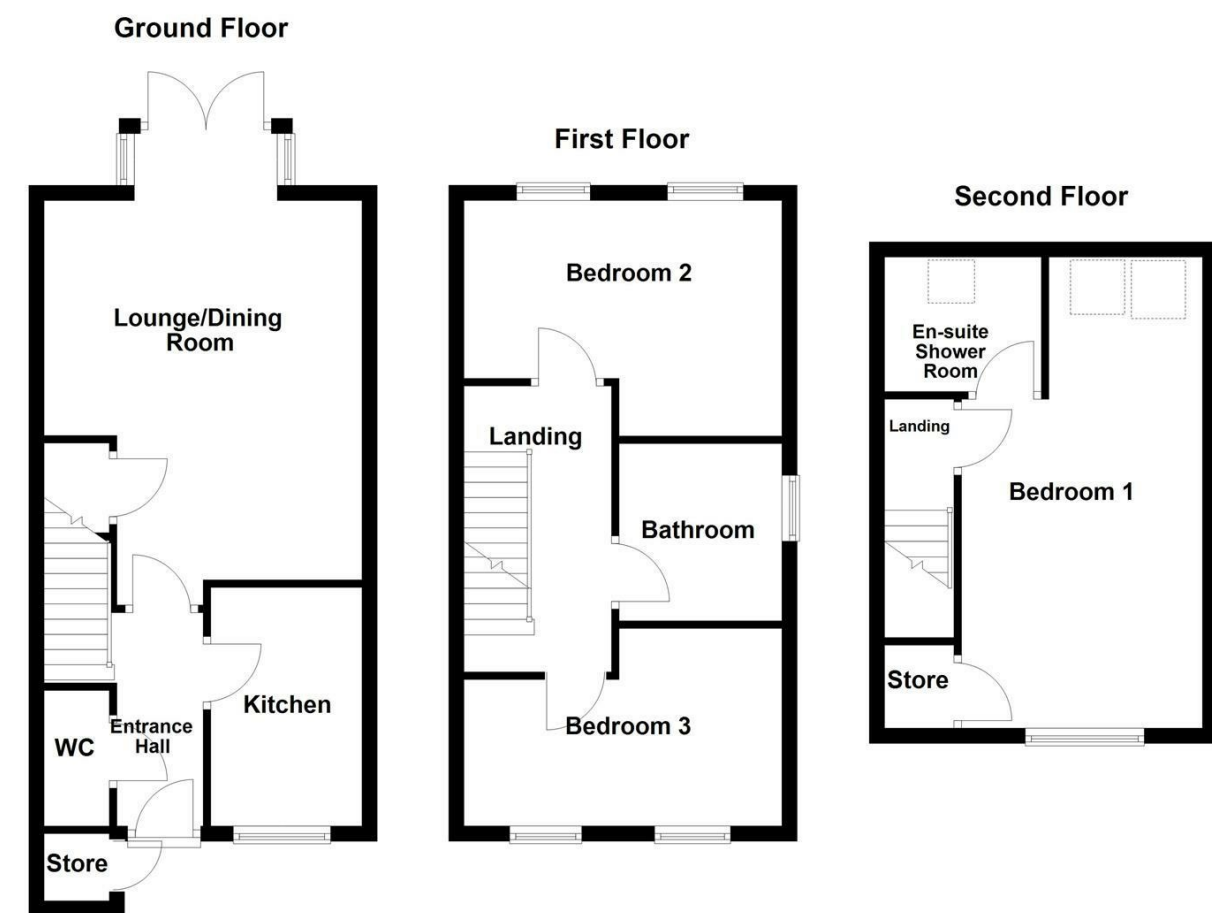 Ground Floor
Lounge/Dining
Room
Kitchen
Entrance
Hall
WC
Store
First Floor
Bedroom 2
Landing
Bathroom
Bedroom 3
Second Floor
En-suite
Shower
Room
Landing
Bedroom 1
Store